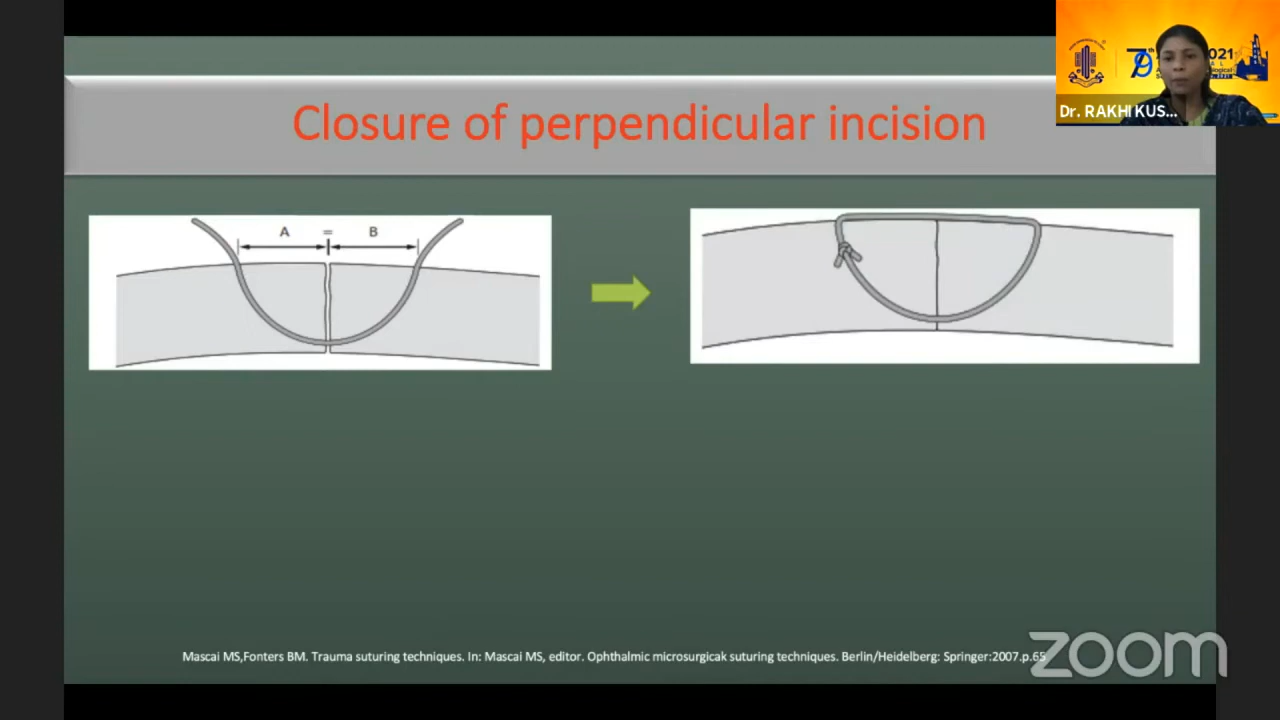 Closure of perpendicular incision
Dr. RAKHI KUS...
A = B
Mascai MS,Fonters BM. Trauma suturing techniques. In: Mascai MS, editor. Ophthalmic microsurgicak suturing techniques. Berlin/Heidelberg: Springer:2007.p.65
zoom